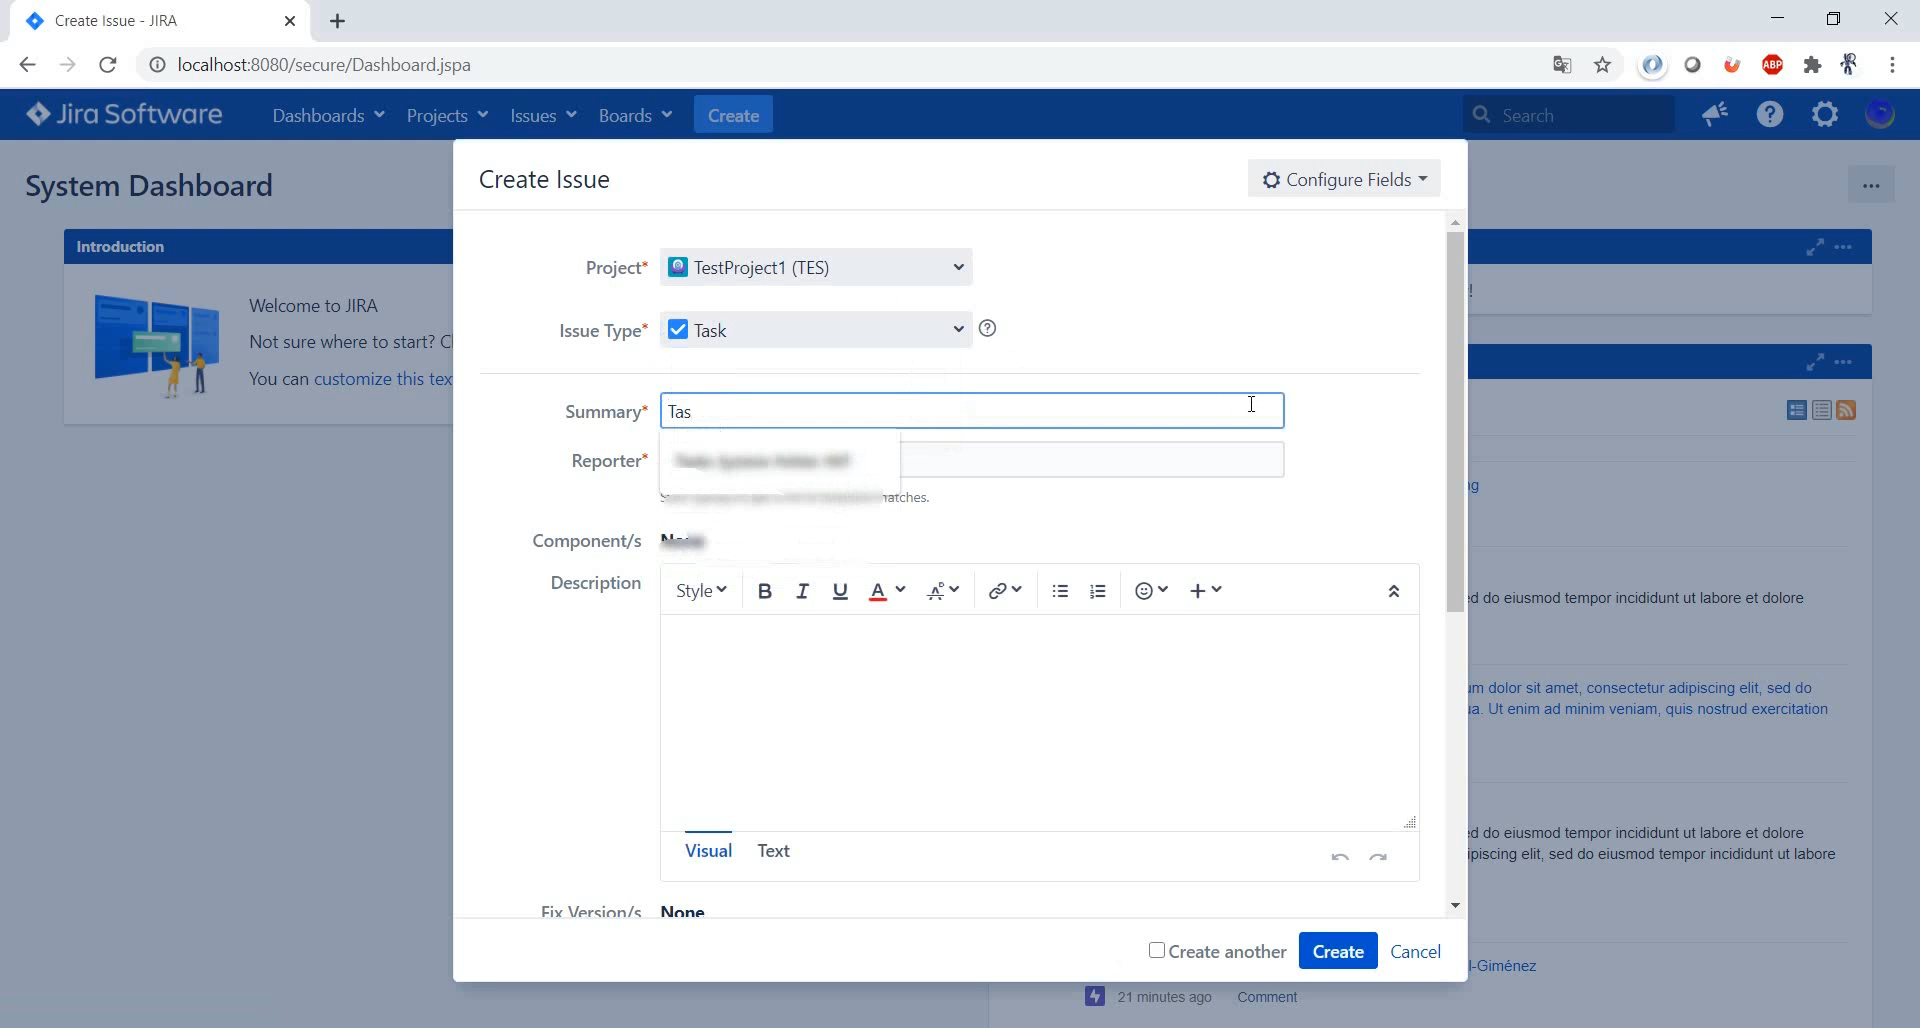 Create Issue - JIRA
localhost:8080/secure/Dashboard.jspa
ABP
Jira Software
Dashboards
Projects
Issues
Boards
Create
Search
System Dashboard
Create Issue
Configure Fields
Introduction
Welcome to JIRA
Not sure where to start? C
You can customize this tex
Project*
TestProject1 (TES)
Issue Type*
Task
Summary*
Tas
Reporter*
atches.
Component/s
Description
Style
B I U A
Visual
Text
Fix Version/s
None
Create another
Create
Cancel
!
g
d do eiusmod tempor incididunt ut labore et dolore
m dolor sit amet, consectetur adipiscing elit, sed do
a. Ut enim ad minim veniam, quis nostrud exercitation
d do eiusmod tempor incididunt ut labore et dolore
ipiscing elit, sed do eiusmod tempor incididunt ut labore
l-Giménez
21 minutes ago
Comment